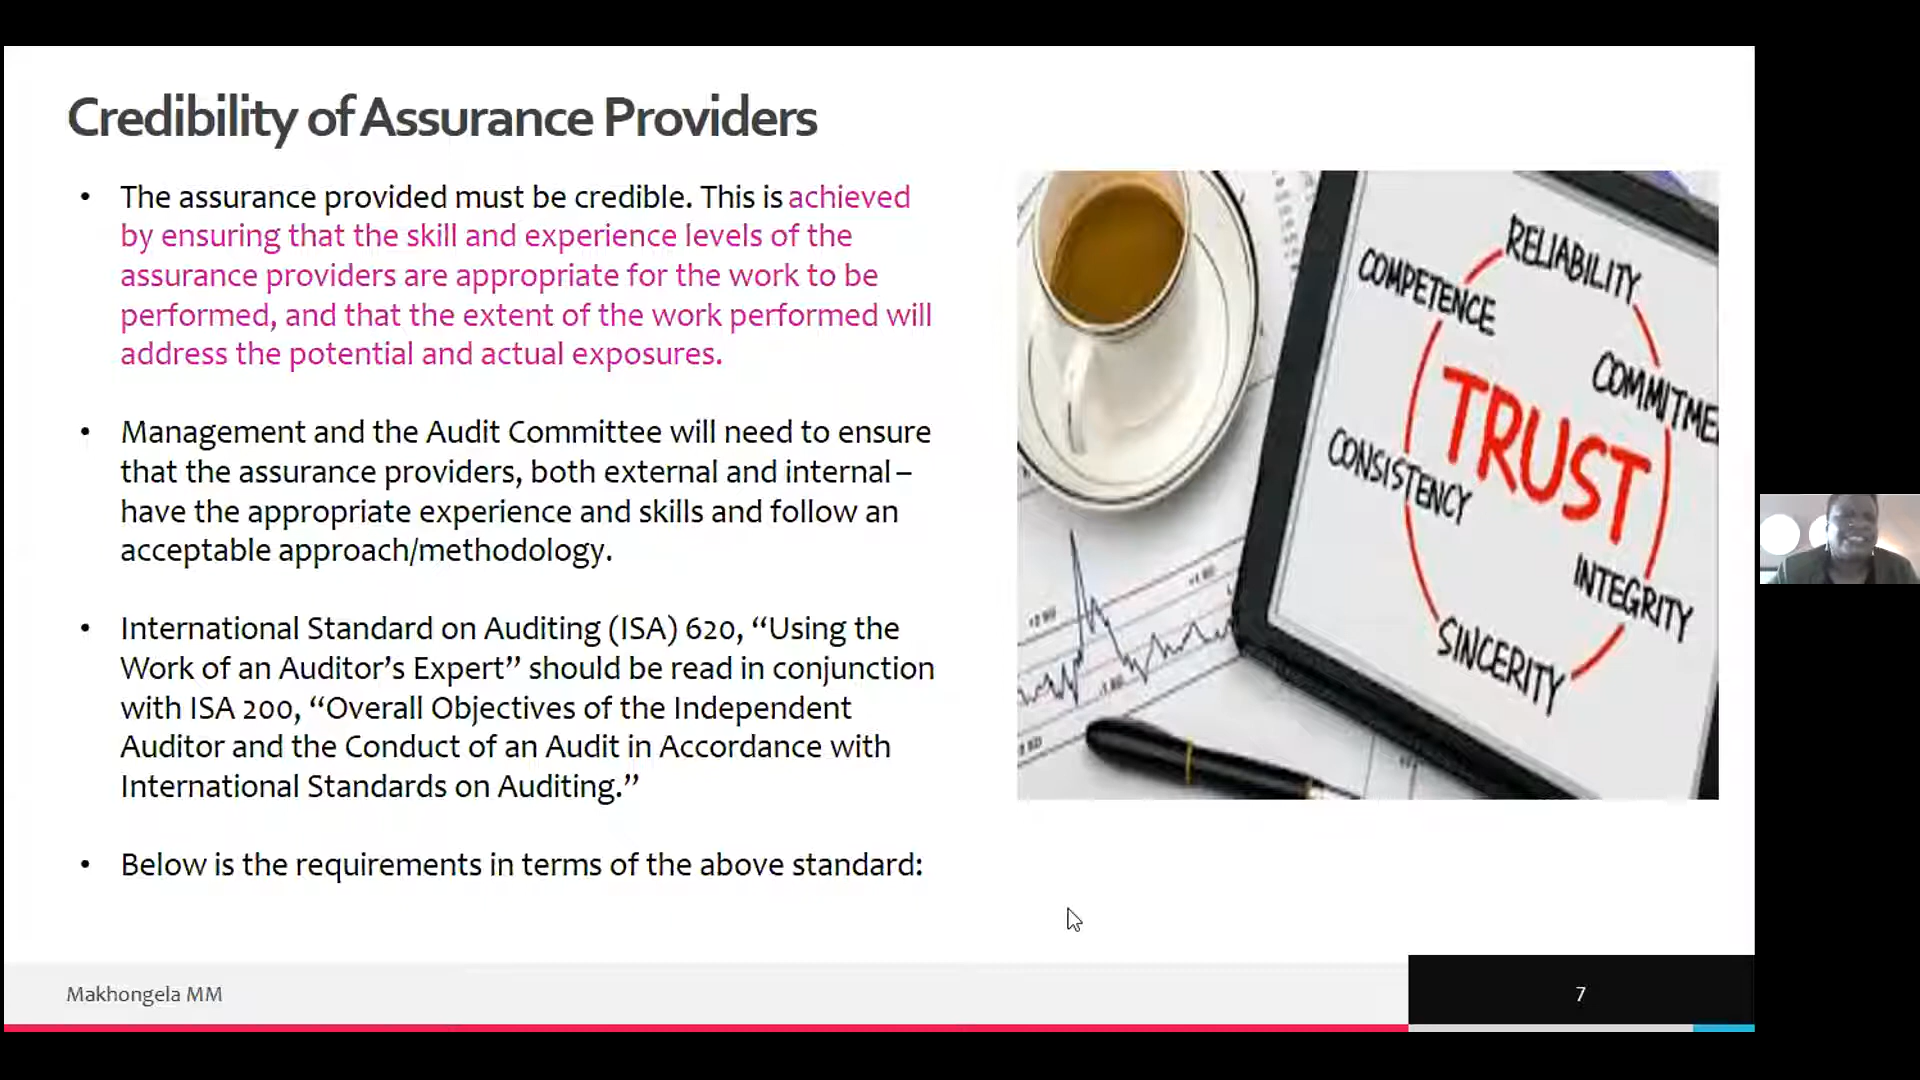 Credibility of Assurance Providers
• The assurance provided must be credible. This is achieved
by ensuring that the skill and experience levels of the
assurance providers are appropriate for the work to be
performed, and that the extent of the work performed will
address the potential and actual exposures.
• Management and the Audit Committee will need to ensure
that the assurance providers, both external and internal –
have the appropriate experience and skills and follow an
acceptable approach/methodology.
• International Standard on Auditing (ISA) 620, “Using the
Work of an Auditor’s Expert” should be read in conjunction
with ISA 200, “Overall Objectives of the Independent
Auditor and the Conduct of an Audit in Accordance with
International Standards on Auditing.”
• Below is the requirements in terms of the above standard:
RELIABILITY
COMPETENCE
COMMITME
TRUST
CONSISTENCY
INTEGRITY
SINCERITY
Makhongela MM
7